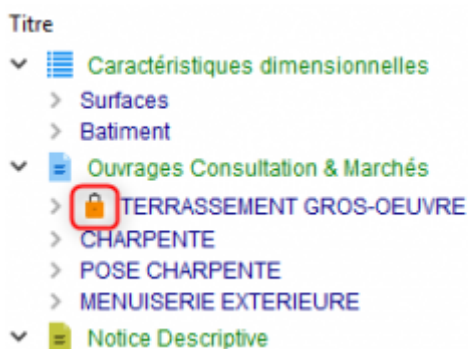 Titre
Caractéristiques dimensionnelles
Surfaces
Batiment
Ouvrages Consultation & Marchés
TERRASSEMENT GROS-OEUVRE
CHARPENTE
POSE CHARPENTE
MENUISERIE EXTERIEURE
Notice Descriptive